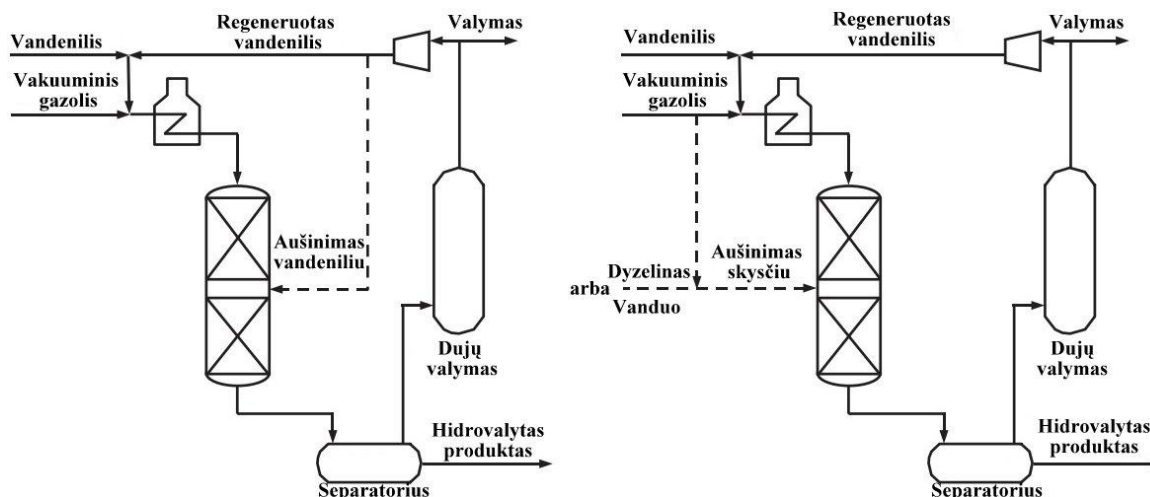 Regeneruotas
vandenilis
Valymas
Vandenilis
Vakuuminis
gazolis
Aušinimas
vandeniliu
Dujų
valymas
Hidrovalytas
produktas
Separatorius
Regeneruotas
vandenilis
Valymas
Vandenilis
Vakuuminis
gazolis
Dyzelinas
arba
Vanduo
Aušinimas
skysčiu
Dujų
valymas
Hidrovalytas
produktas
Separatorius